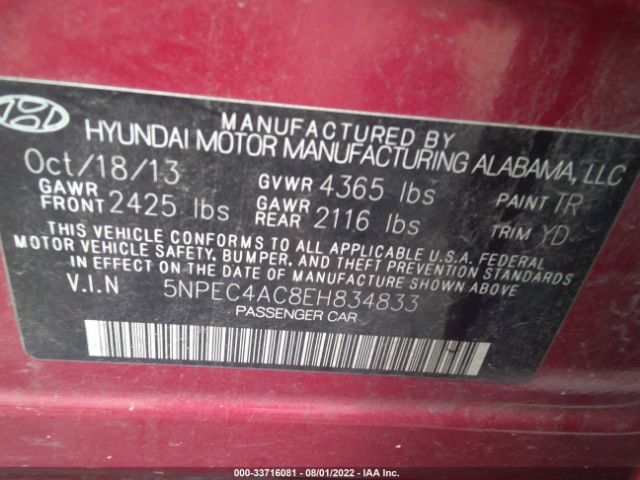 MANUFACTURED BY
HYUNDAI MOTOR MANUFACTURING ALABAMA, LLC
Oct/18/13 GVWR 4365 lbs PAINT TR
GAWR FRONT 2425 lbs GAWR REAR 2116 lbs TRIM YD
THIS VEHICLE CONFORMS TO ALL APPLICABLE U.S.A. FEDERAL
MOTOR VEHICLE SAFETY, BUMPER, AND THEFT PREVENTION STANDARDS
IN EFFECT ON THE DATE OF MANUFACTURE SHOWN ABOVE.
V.I.N 5NPEC4AC8EH834833
PASSENGER CAR
000-33716081 - 08/01/2022 - IAA Inc.